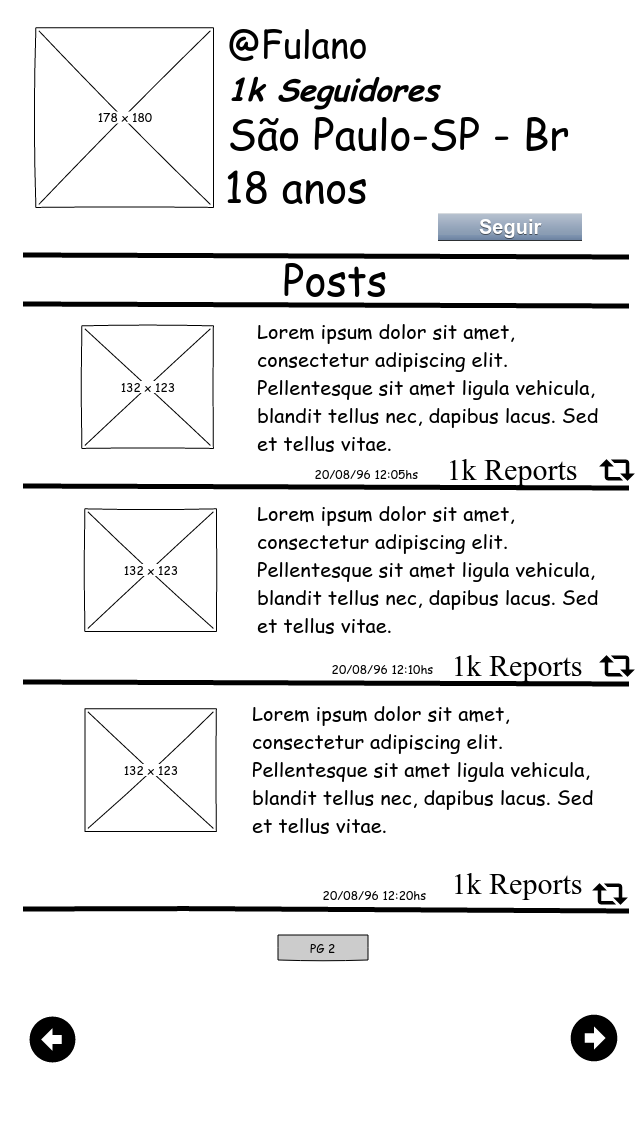 178 x 180
@Fulano
1k Seguidores
São Paulo-SP - Br
18 anos
Seguir
Posts
132 x 123
Lorem ipsum dolor sit amet,
consectetur adipiscing elit.
Pellentesque sit amet ligula vehicula,
blandit tellus nec, dapibus lacus. Sed
et tellus vitae.
20/08/96 12:05hs 1k Reports
132 x 123
Lorem ipsum dolor sit amet,
consectetur adipiscing elit.
Pellentesque sit amet ligula vehicula,
blandit tellus nec, dapibus lacus. Sed
et tellus vitae.
20/08/96 12:10hs 1k Reports
132 x 123
Lorem ipsum dolor sit amet,
consectetur adipiscing elit.
Pellentesque sit amet ligula vehicula,
blandit tellus nec, dapibus lacus. Sed
et tellus vitae.
20/08/96 12:20hs 1k Reports
PG 2